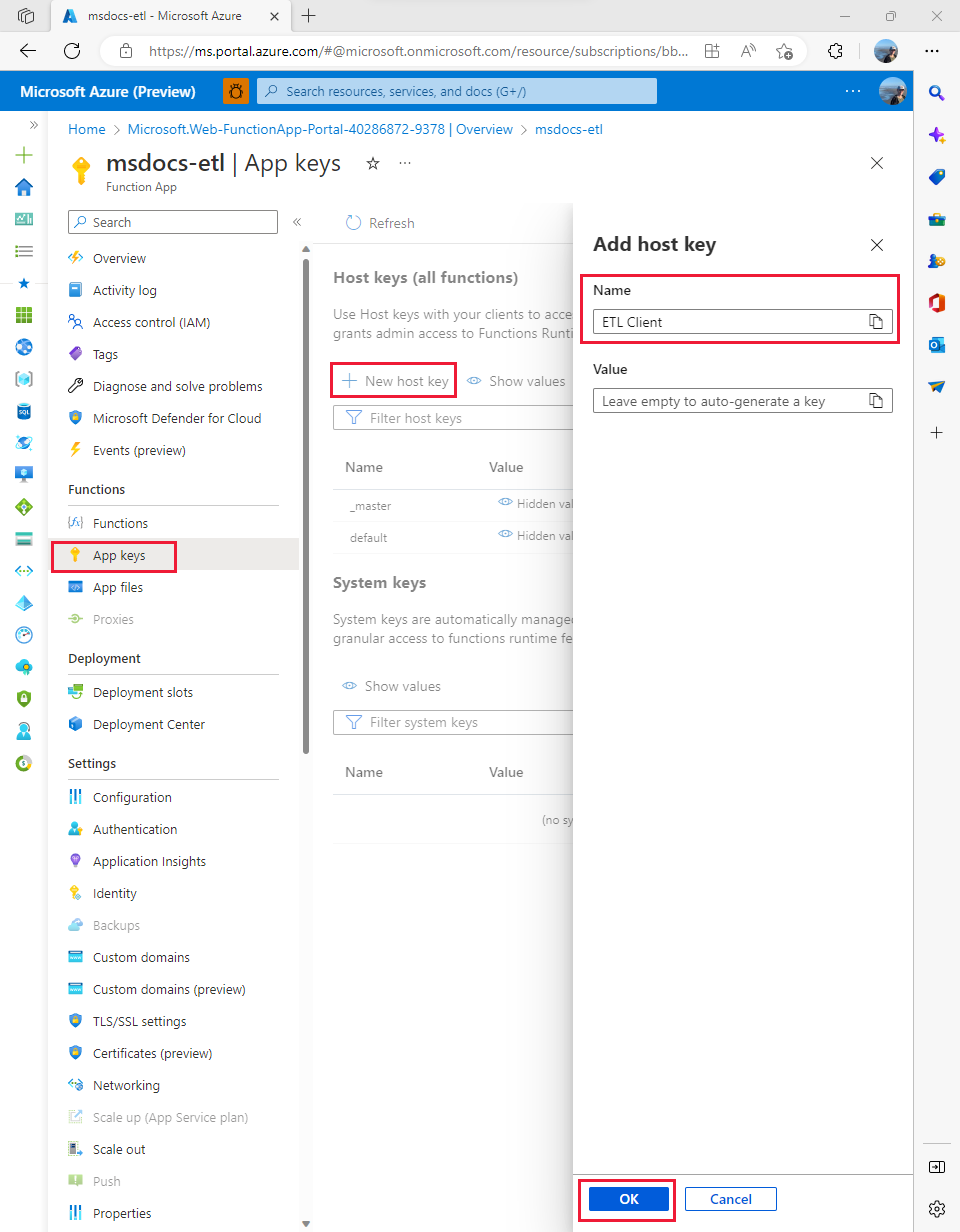 msdocs-etl - Microsoft Azure
https://ms.portal.azure.com/#@microsoft.onmicrosoft.com/resource/subscriptions/bb...
Microsoft Azure (Preview)
Search resources, services, and docs (G+/)
Home > Microsoft.Web-FunctionApp-Portal-40286872-9378 | Overview > msdocs-etl
msdocs-etl | App keys
Function App
Search
Overview
Activity log
Access control (IAM)
Tags
Diagnose and solve problems
Microsoft Defender for Cloud
Events (preview)
Functions
Functions
App keys
App files
Proxies
Deployment
Deployment slots
Deployment Center
Settings
Configuration
Authentication
Application Insights
Identity
Backups
Custom domains
Custom domains (preview)
TLS/SSL settings
Certificates (preview)
Networking
Scale up (App Service plan)
Scale out
Push
Properties
Refresh
Host keys (all functions)
Use Host keys with your clients to acce
grants admin access to Functions Runti
New host key
Show values
Filter host keys
Name Value
_master Hidden val
default Hidden val
System keys
System keys are automatically managed
granular access to functions runtime fe
Show values
Filter system keys
Name Value
(no sy
Add host key
Name
ETL Client
Value
Leave empty to auto-generate a key
OK
Cancel